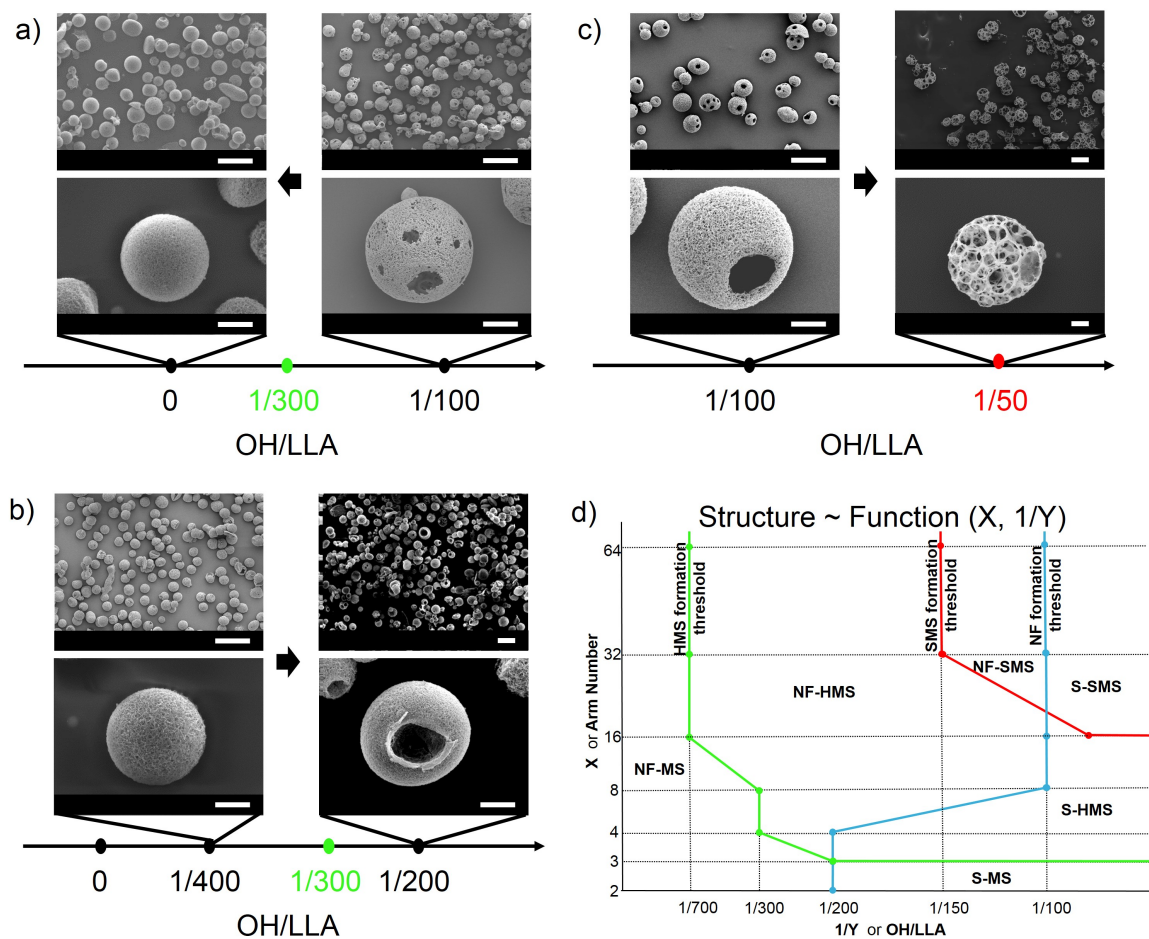 a)
0
1/300
1/100
OH/LLA
c)
1/100
1/50
OH/LLA
b)
0
1/400
1/300
1/200
OH/LLA
d)
Structure ~ Function (X, 1/Y)
HMS formation
threshold
SMS formation
threshold
NF formation
threshold
X or Arm Number
64
32
16
8
4
3
2
NF-SMS
NF-HMS
S-SMS
NF-MS
S-HMS
S-MS
1/700
1/300
1/200
1/150
1/100
1/Y or OH/LLA